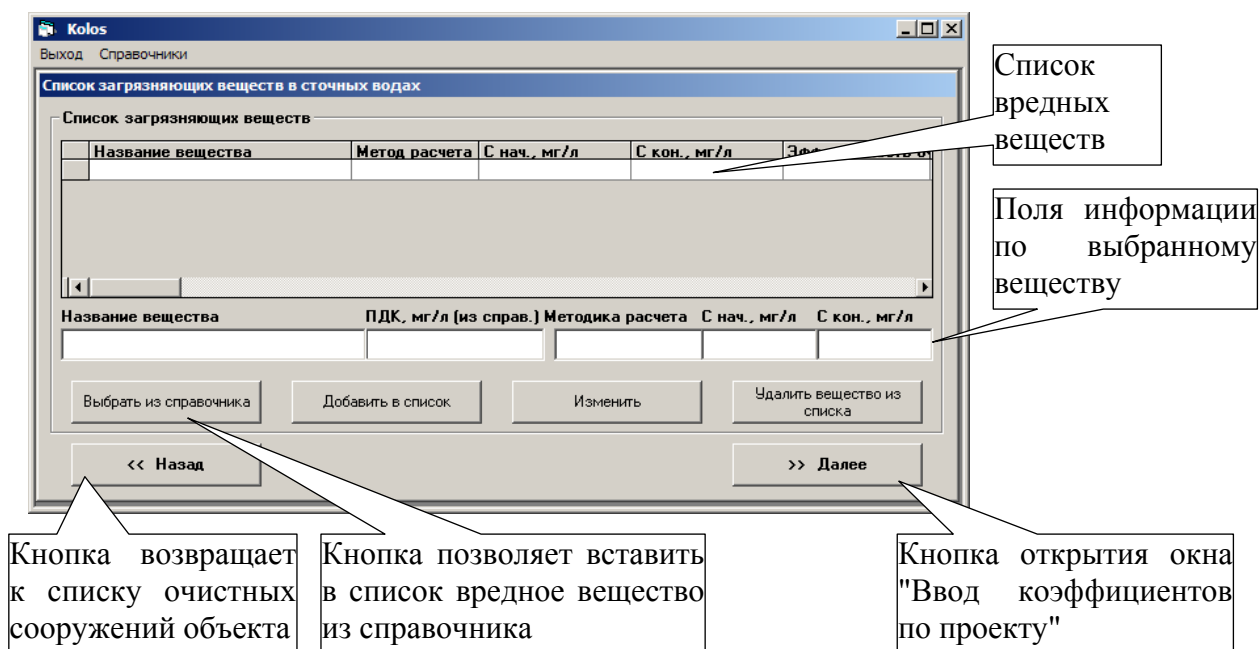 Kolos
Выход Справочники
Список загрязняющих веществ в сточных водах
Список загрязняющих веществ
Название вещества Метод расчета С нач., мг/л С кон., мг/л
Название вещества ПДК, мг/л (из справ.) Методика расчета С нач., мг/л С кон., мг/л
Выбрать из справочника Добавить в список Изменить Удалить вещество из
списка
<< Назад >> Далее
Список
вредных
веществ
Поля информации
по выбранному
веществу
Кнопка возвращает
к списку очистных
сооружений объекта
Кнопка позволяет вставить
в список вредное вещество
из справочника
Кнопка открытия окна
"Ввод коэффициентов
по проекту"